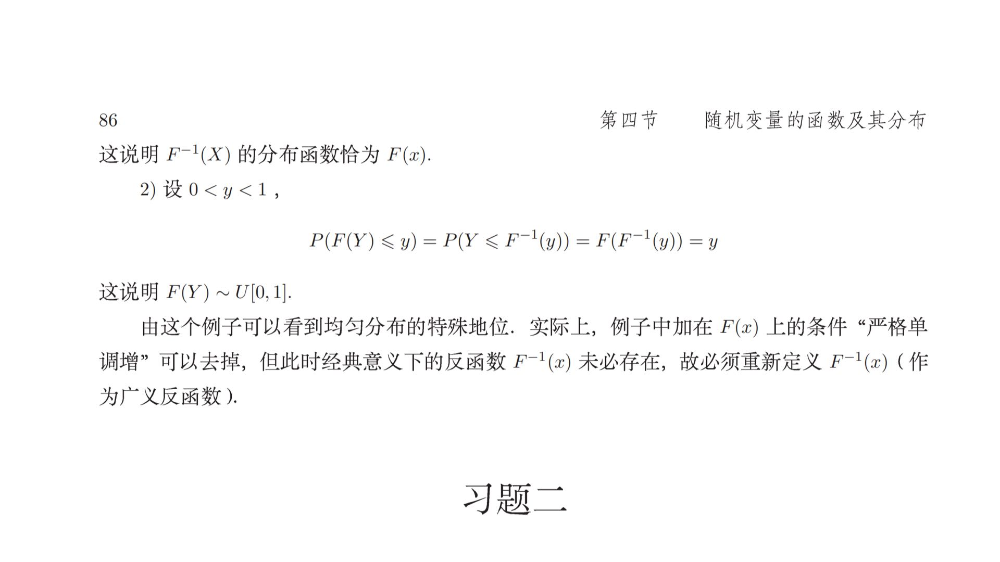 86 第四节 随机变量的函数及其分布
这说明 F⁻¹(X) 的分布函数恰为 F(x).
2) 设 0 < y < 1 ，
P(F(Y) ⩽ y) = P(Y ⩽ F⁻¹(y)) = F(F⁻¹(y)) = y
这说明 F(Y) ∼ U[0, 1].
由这个例子可以看到均匀分布的特殊地位. 实际上, 例子中加在 F(x) 上的条件 “严格单
调增” 可以去掉, 但此时经典意义下的反函数 F⁻¹(x) 未必存在, 故必须重新定义 F⁻¹(x) ( 作
为广义反函数 ).
习题二